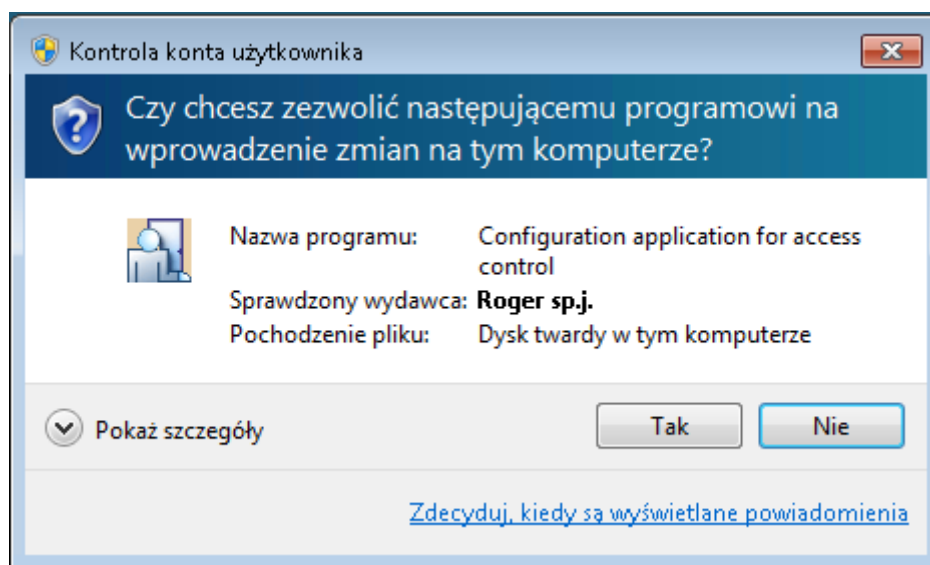 Kontrola konta użytkownika
Czy chcesz zezwolić następującemu programowi na
wprowadzenie zmian na tym komputerze?
Nazwa programu: Configuration application for access
control
Sprawdzony wydawca: Roger sp.j.
Pochodzenie pliku: Dysk twardy w tym komputerze
Pokaż szczegóły Tak Nie
Zdecyduj, kiedy są wyświetlane powiadomienia